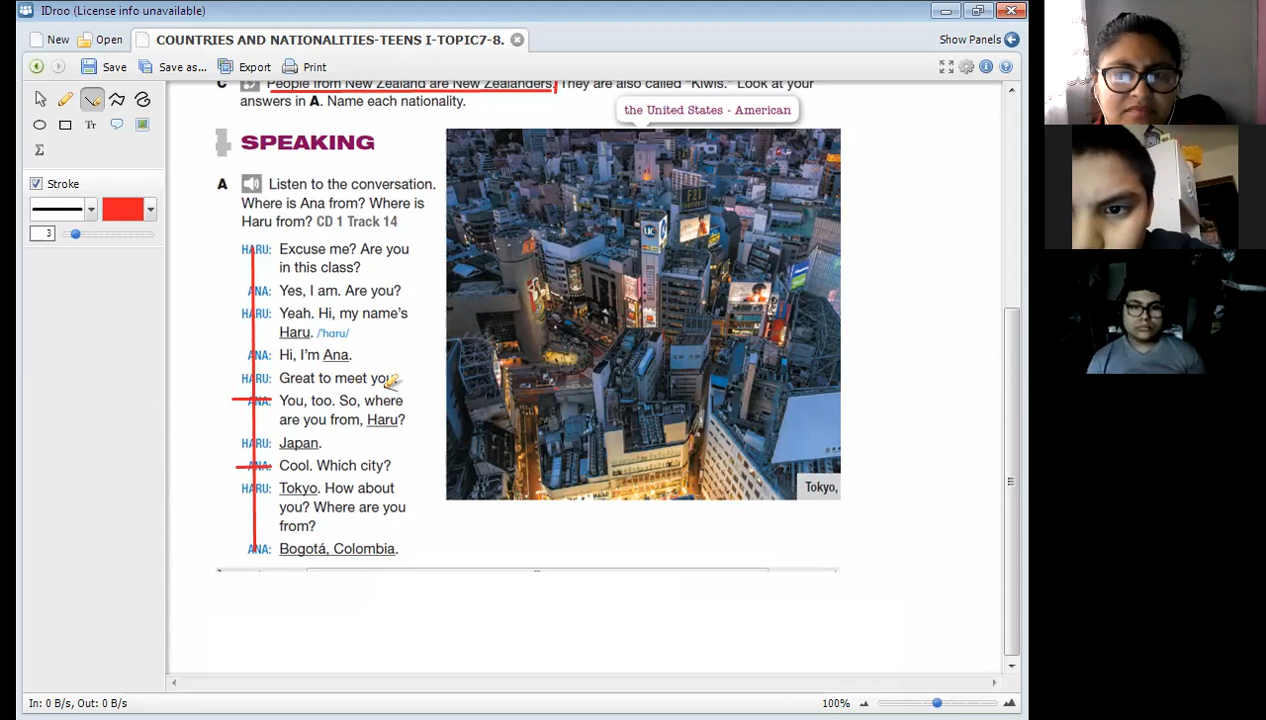 IDroo (License info unavailable)
New
Open
COUNTRIES AND NATIONALITIES-TEENS I-TOPIC7-8.
Show Panels
Save
Save as...
Export
Print
C People from New Zealand are New Zealanders. They are also called "Kiwis." Look at your
answers in A. Name each nationality.
the United States - American
SPEAKING
A Listen to the conversation.
Where is Ana from? Where is
Haru from? CD 1 Track 14
HARU: Excuse me? Are you
in this class?
ANA: Yes, I am. Are you?
HARU: Yeah. Hi, my name's
Haru. /'haru/
ANA: Hi, I'm Ana.
HARU: Great to meet you
ANA: You, too. So, where
are you from, Haru?
HARU: Japan.
ANA: Cool. Which city?
HARU: Tokyo. How about
you? Where are you
from?
ANA: Bogotá, Colombia.
Tokyo,
F21
UC
Tr
Stroke
3
In: 0 B/s, Out: 0 B/s
100%